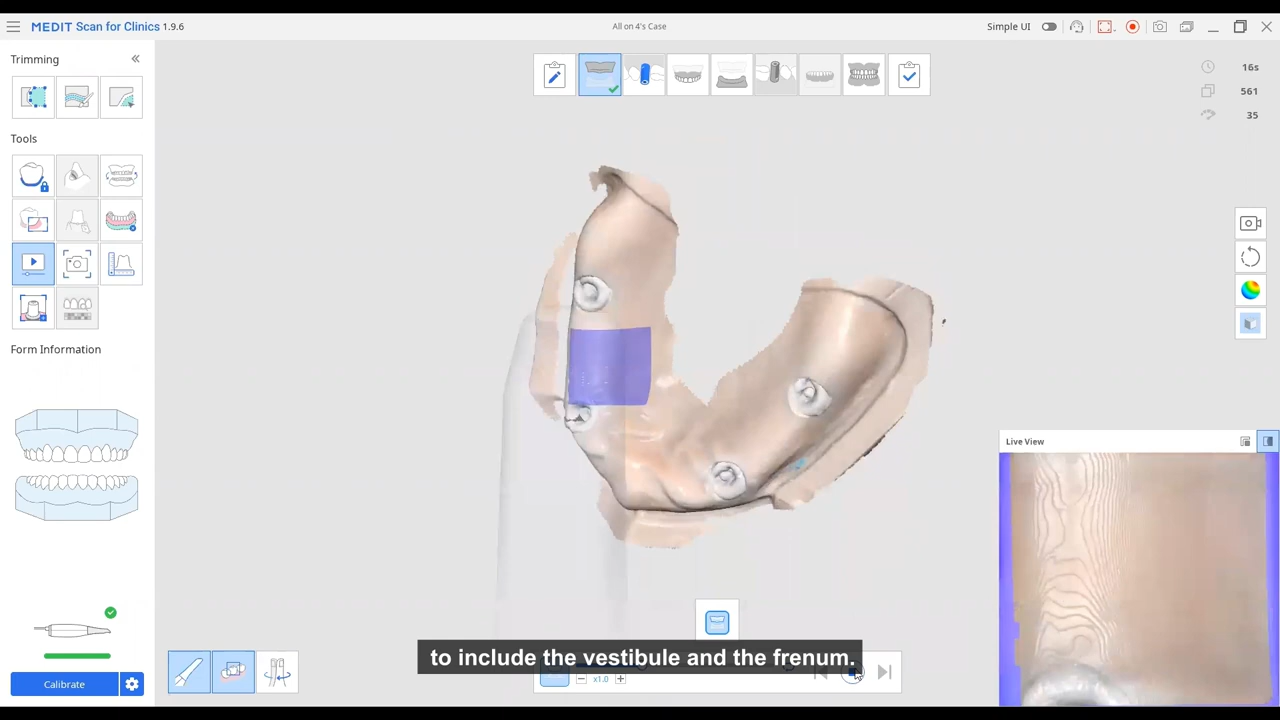 MEDIT Scan for Clinics 1.9.6
All on 4's Case
Simple UI
Trimming
16s
561
35
Tools
Form Information
Live View
to include the vestibule and the frenum.
x1.0
Calibrate